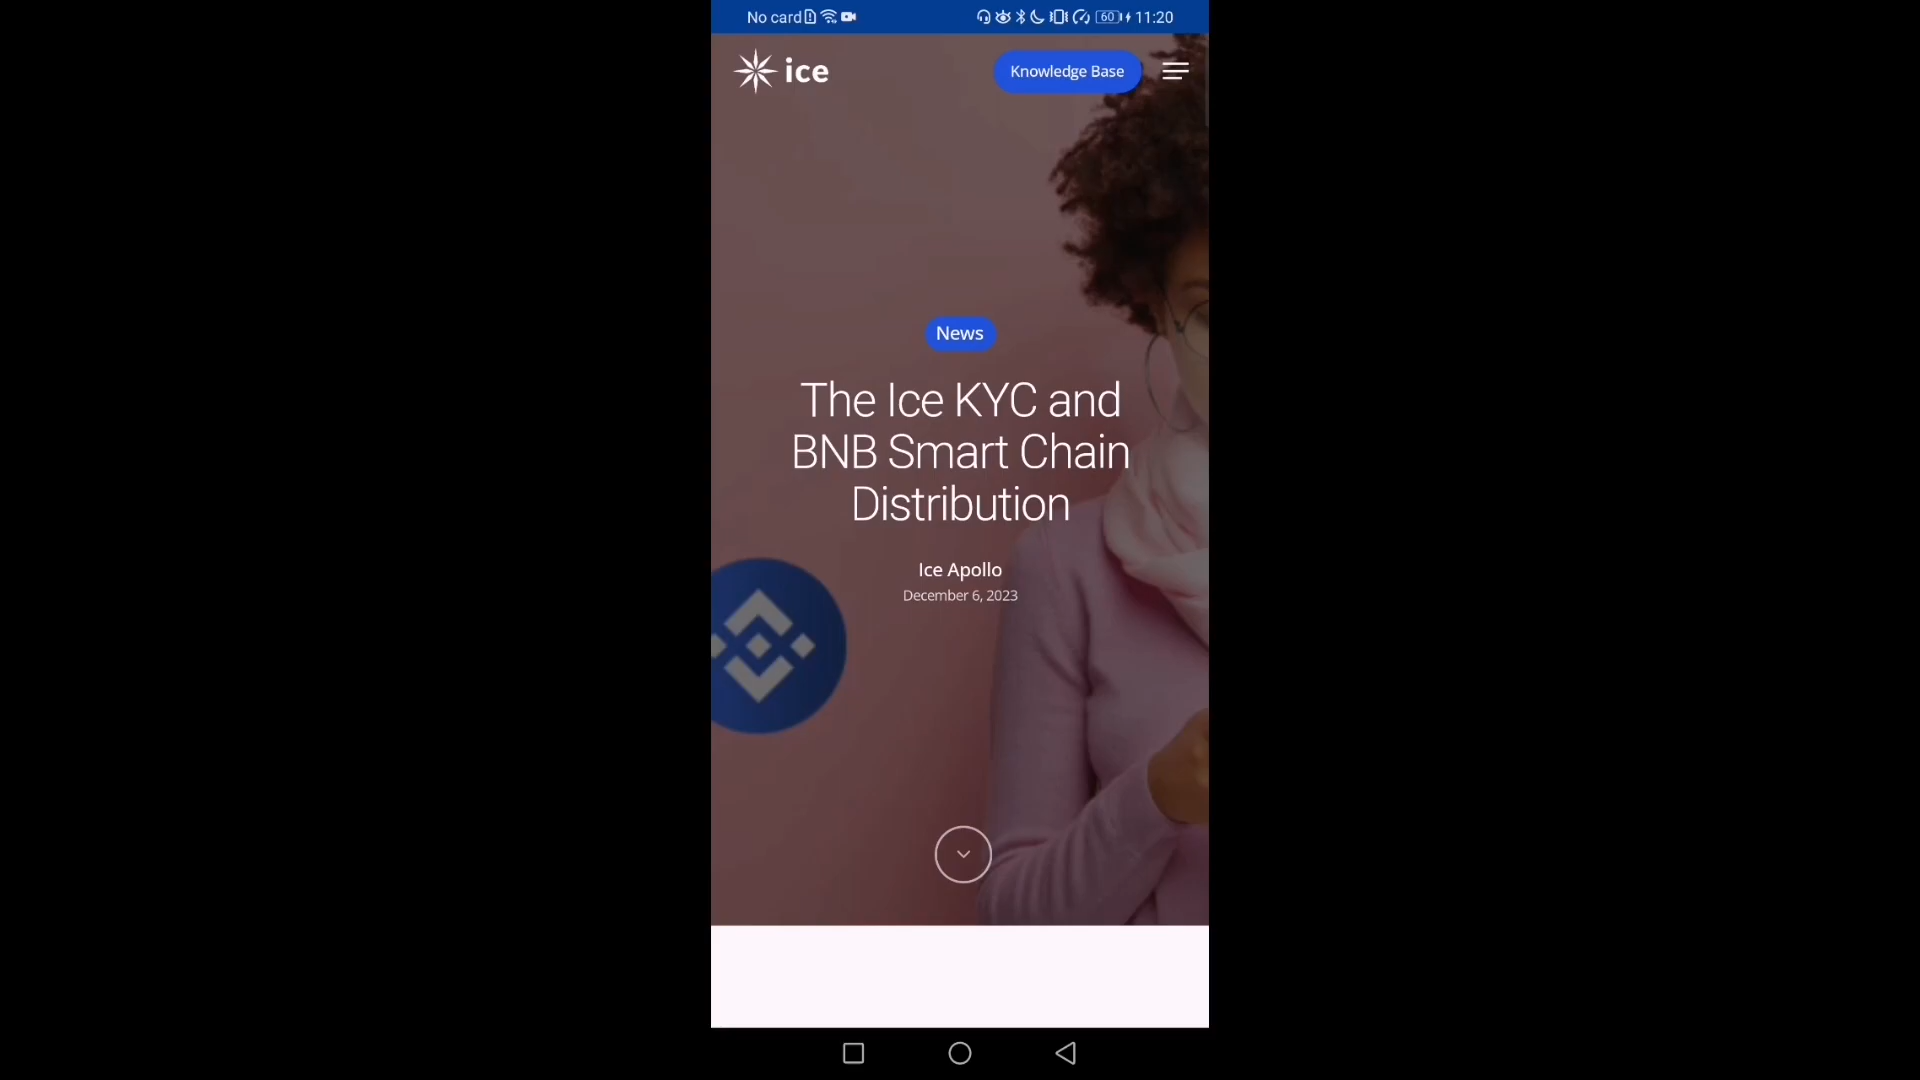 No card 60 11:20
ice Knowledge Base
News
The Ice KYC and
BNB Smart Chain
Distribution
Ice Apollo
December 6, 2023